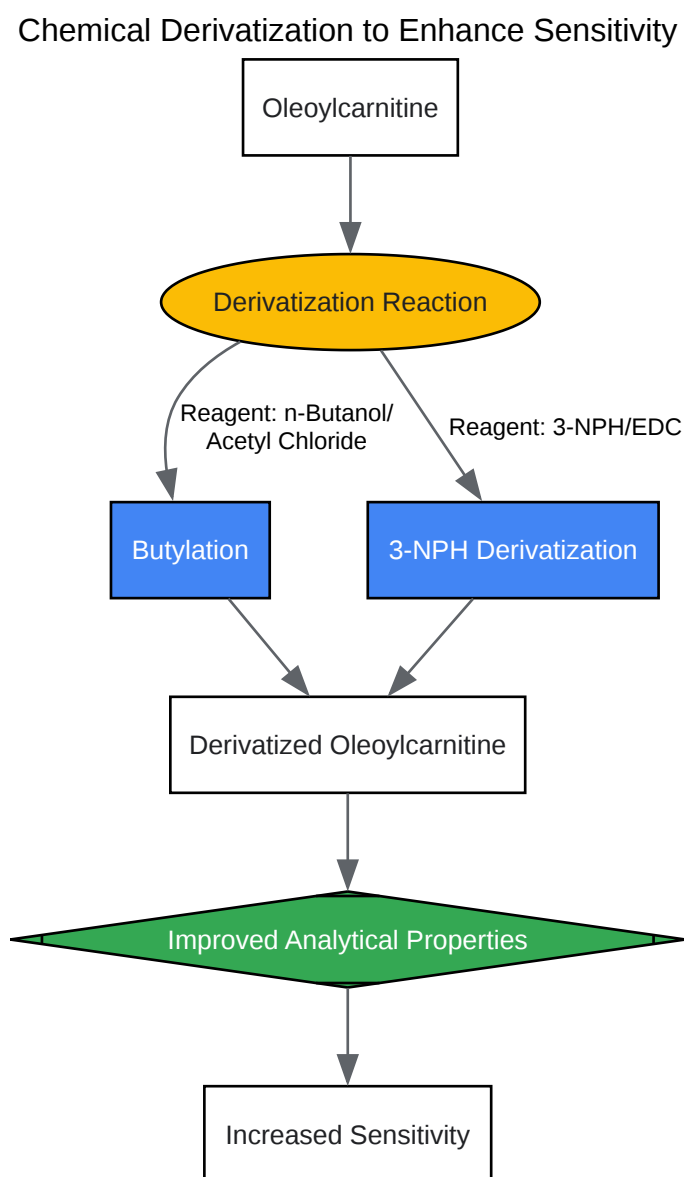 Chemical Derivatization to Enhance Sensitivity
Oleoylcarnitine
Derivatization Reaction
Reagent: n-Butanol/
Acetyl Chloride
Reagent: 3-NPH/EDC
Butylation
3-NPH Derivatization
Derivatized Oleoylcarnitine
Improved Analytical Properties
Increased Sensitivity